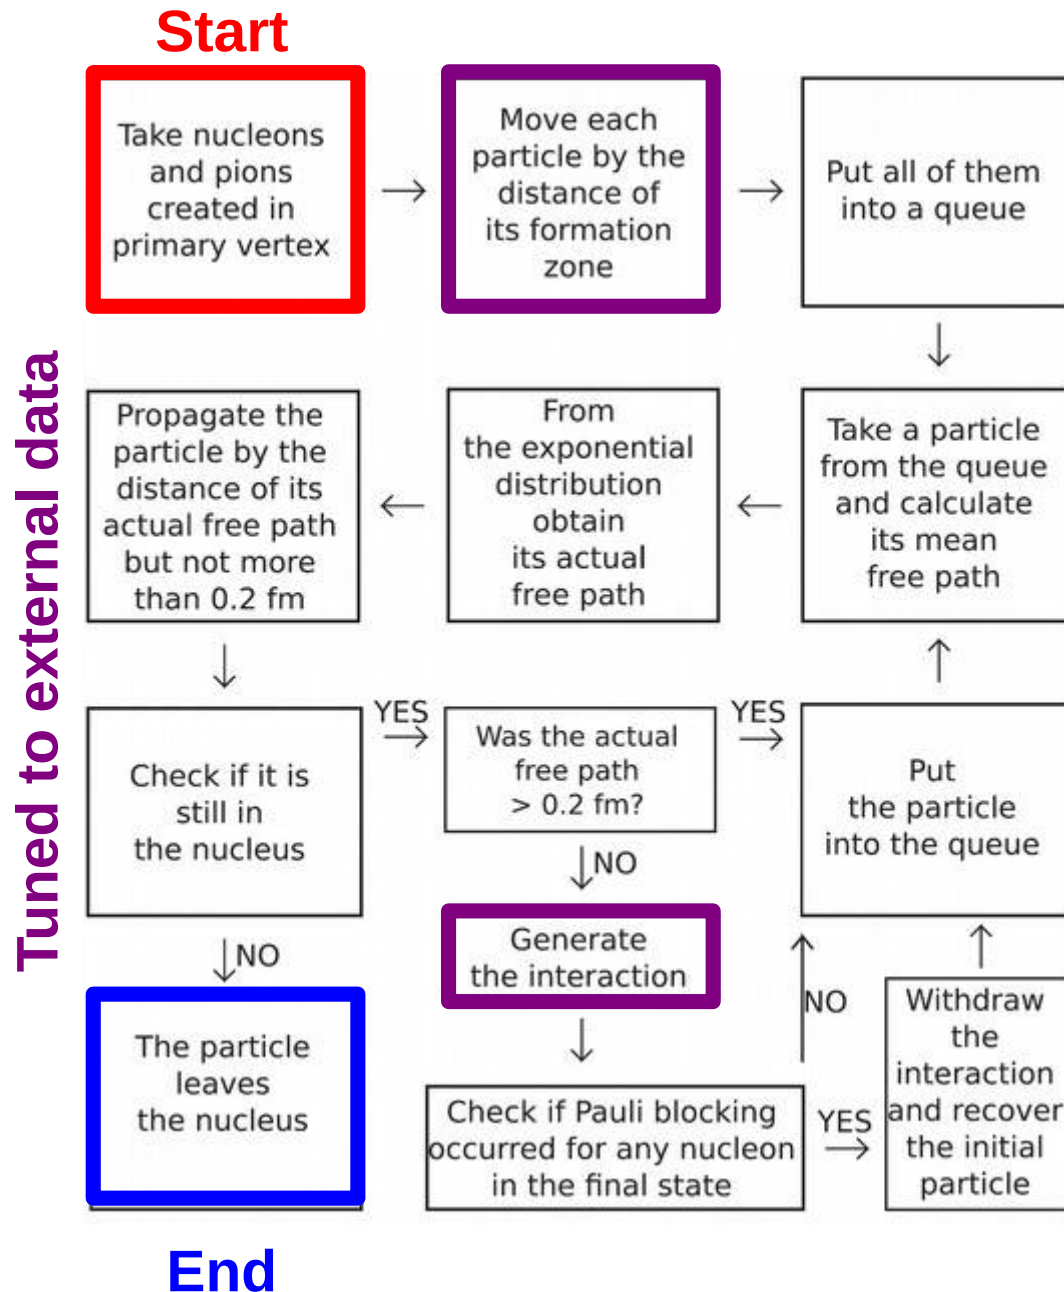 Start
Take nucleons
and pions
created in
primary vertex
→
Move each
particle by the
distance of
its formation
zone
→
Put all of them
into a queue
↓
Take a particle
from the queue
and calculate
its mean
free path
←
From
the exponential
distribution
obtain
its actual
free path
←
Propagate the
particle by the
distance of its
actual free path
but not more
than 0.2 fm
↓
Check if it is
still in
the nucleus
YES
→
Was the actual
free path
> 0.2 fm?
YES
→
Put
the particle
into the queue
↑
↓NO
The particle
leaves
the nucleus
↓NO
Generate
the interaction
↓
Check if Pauli blocking
occurred for any nucleon
in the final state
NO
↑
YES
→
Withdraw
the
interaction
and recover
the initial
particle
↑
End
Tuned to external data